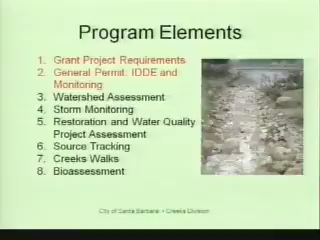 Program Elements
1. Grant Project Requirements
2. General Permit: IDDE and
Monitoring
3. Watershed Assessment
4. Storm Monitoring
5. Restoration and Water Quality
Project Assessment
6. Source Tracking
7. Creeks Walks
8. Bioassessment
City of Santa Barbara • Creeks Division